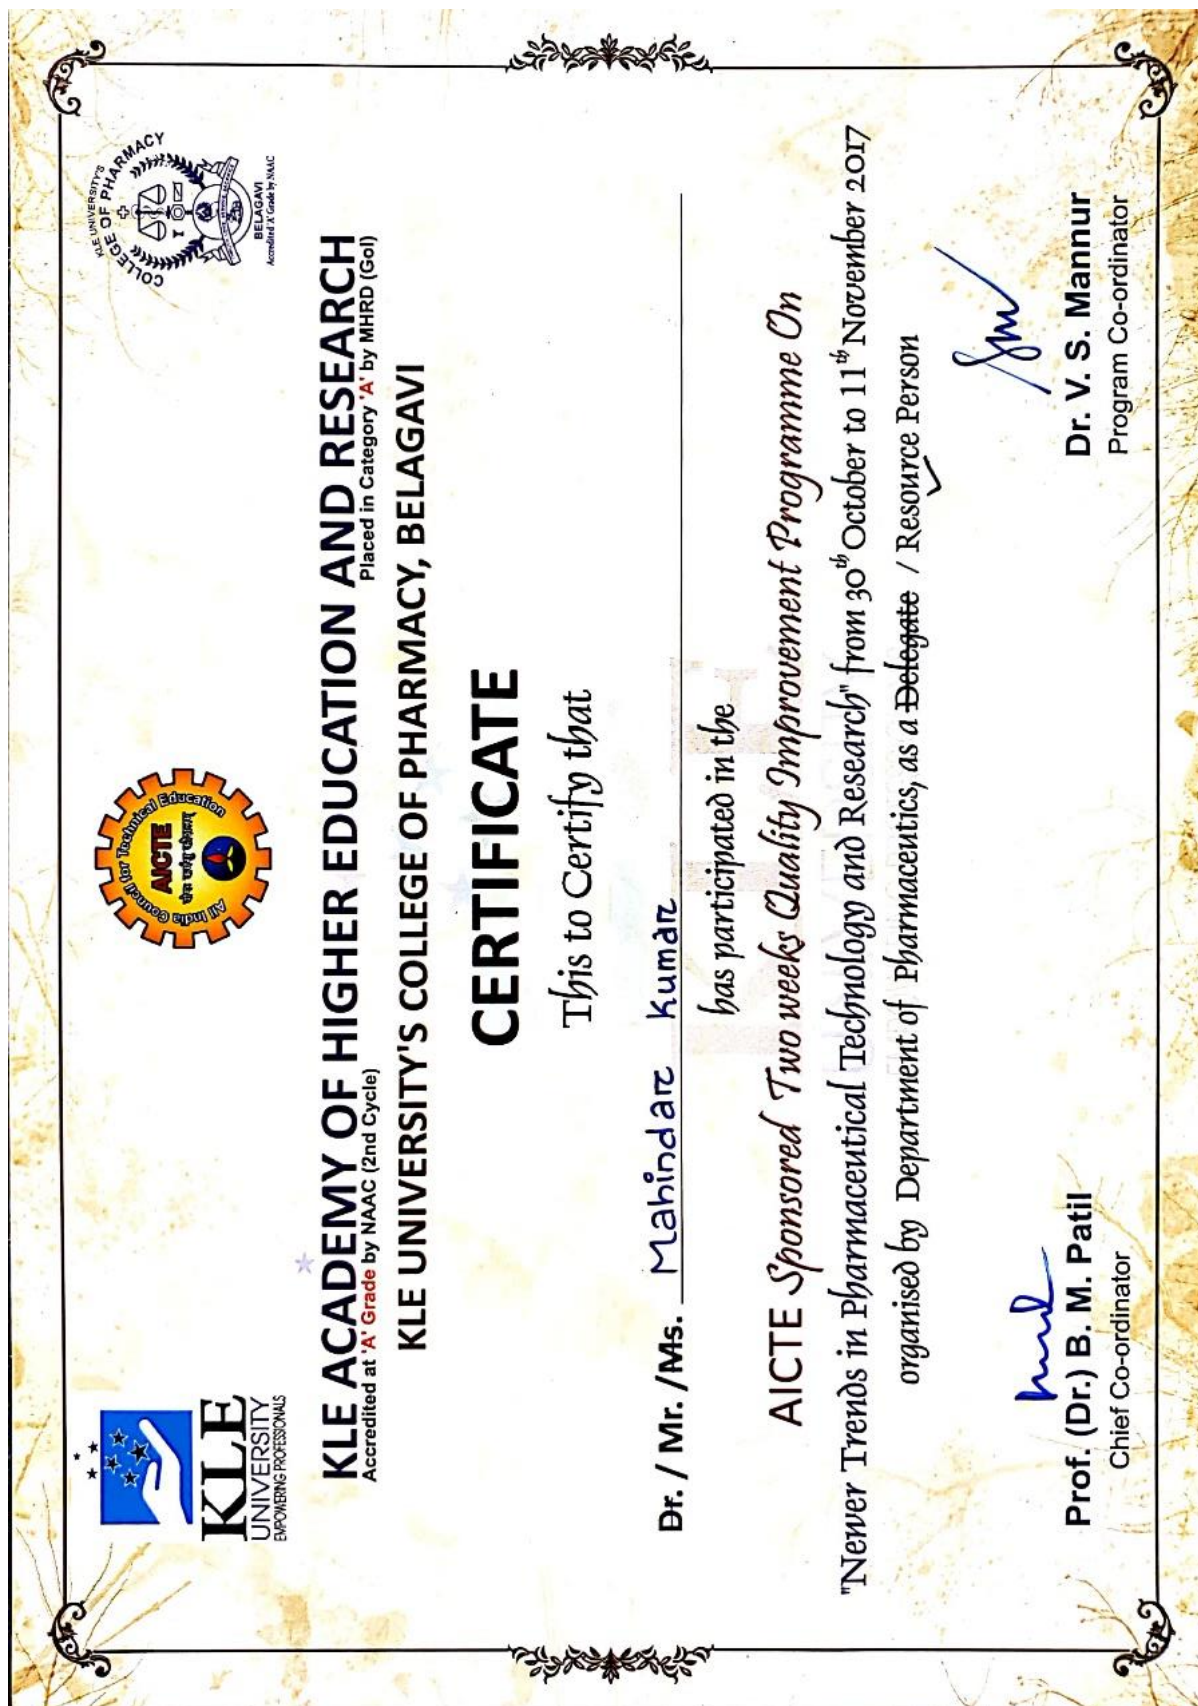 KLE
UNIVERSITY
EMPOWERING PROFESSIONALS
All India Council for Technical Education
AICTE
KLE UNIVERSITY'S
COLLEGE OF PHARMACY
BELAGAVI
Accredited 'A' Grade by NAAC
KLE ACADEMY OF HIGHER EDUCATION AND RESEARCH
Accredited at 'A' Grade by NAAC (2nd Cycle) Placed in Category 'A' by MHRD (GoI)
KLE UNIVERSITY'S COLLEGE OF PHARMACY, BELAGAVI
CERTIFICATE
This to Certify that
Dr. / Mr. /Ms. Mahindar Kumar
has participated in the
AICTE Sponsored Two weeks Quality Improvement Programme On
"Newer Trends in Pharmaceutical Technology and Research" from 30th October to 11th November 2017
organised by Department of Pharmaceutics, as a Delegate / Resource Person
Prof. (Dr.) B. M. Patil
Chief Co-ordinator
Dr. V. S. Mannur
Program Co-ordinator